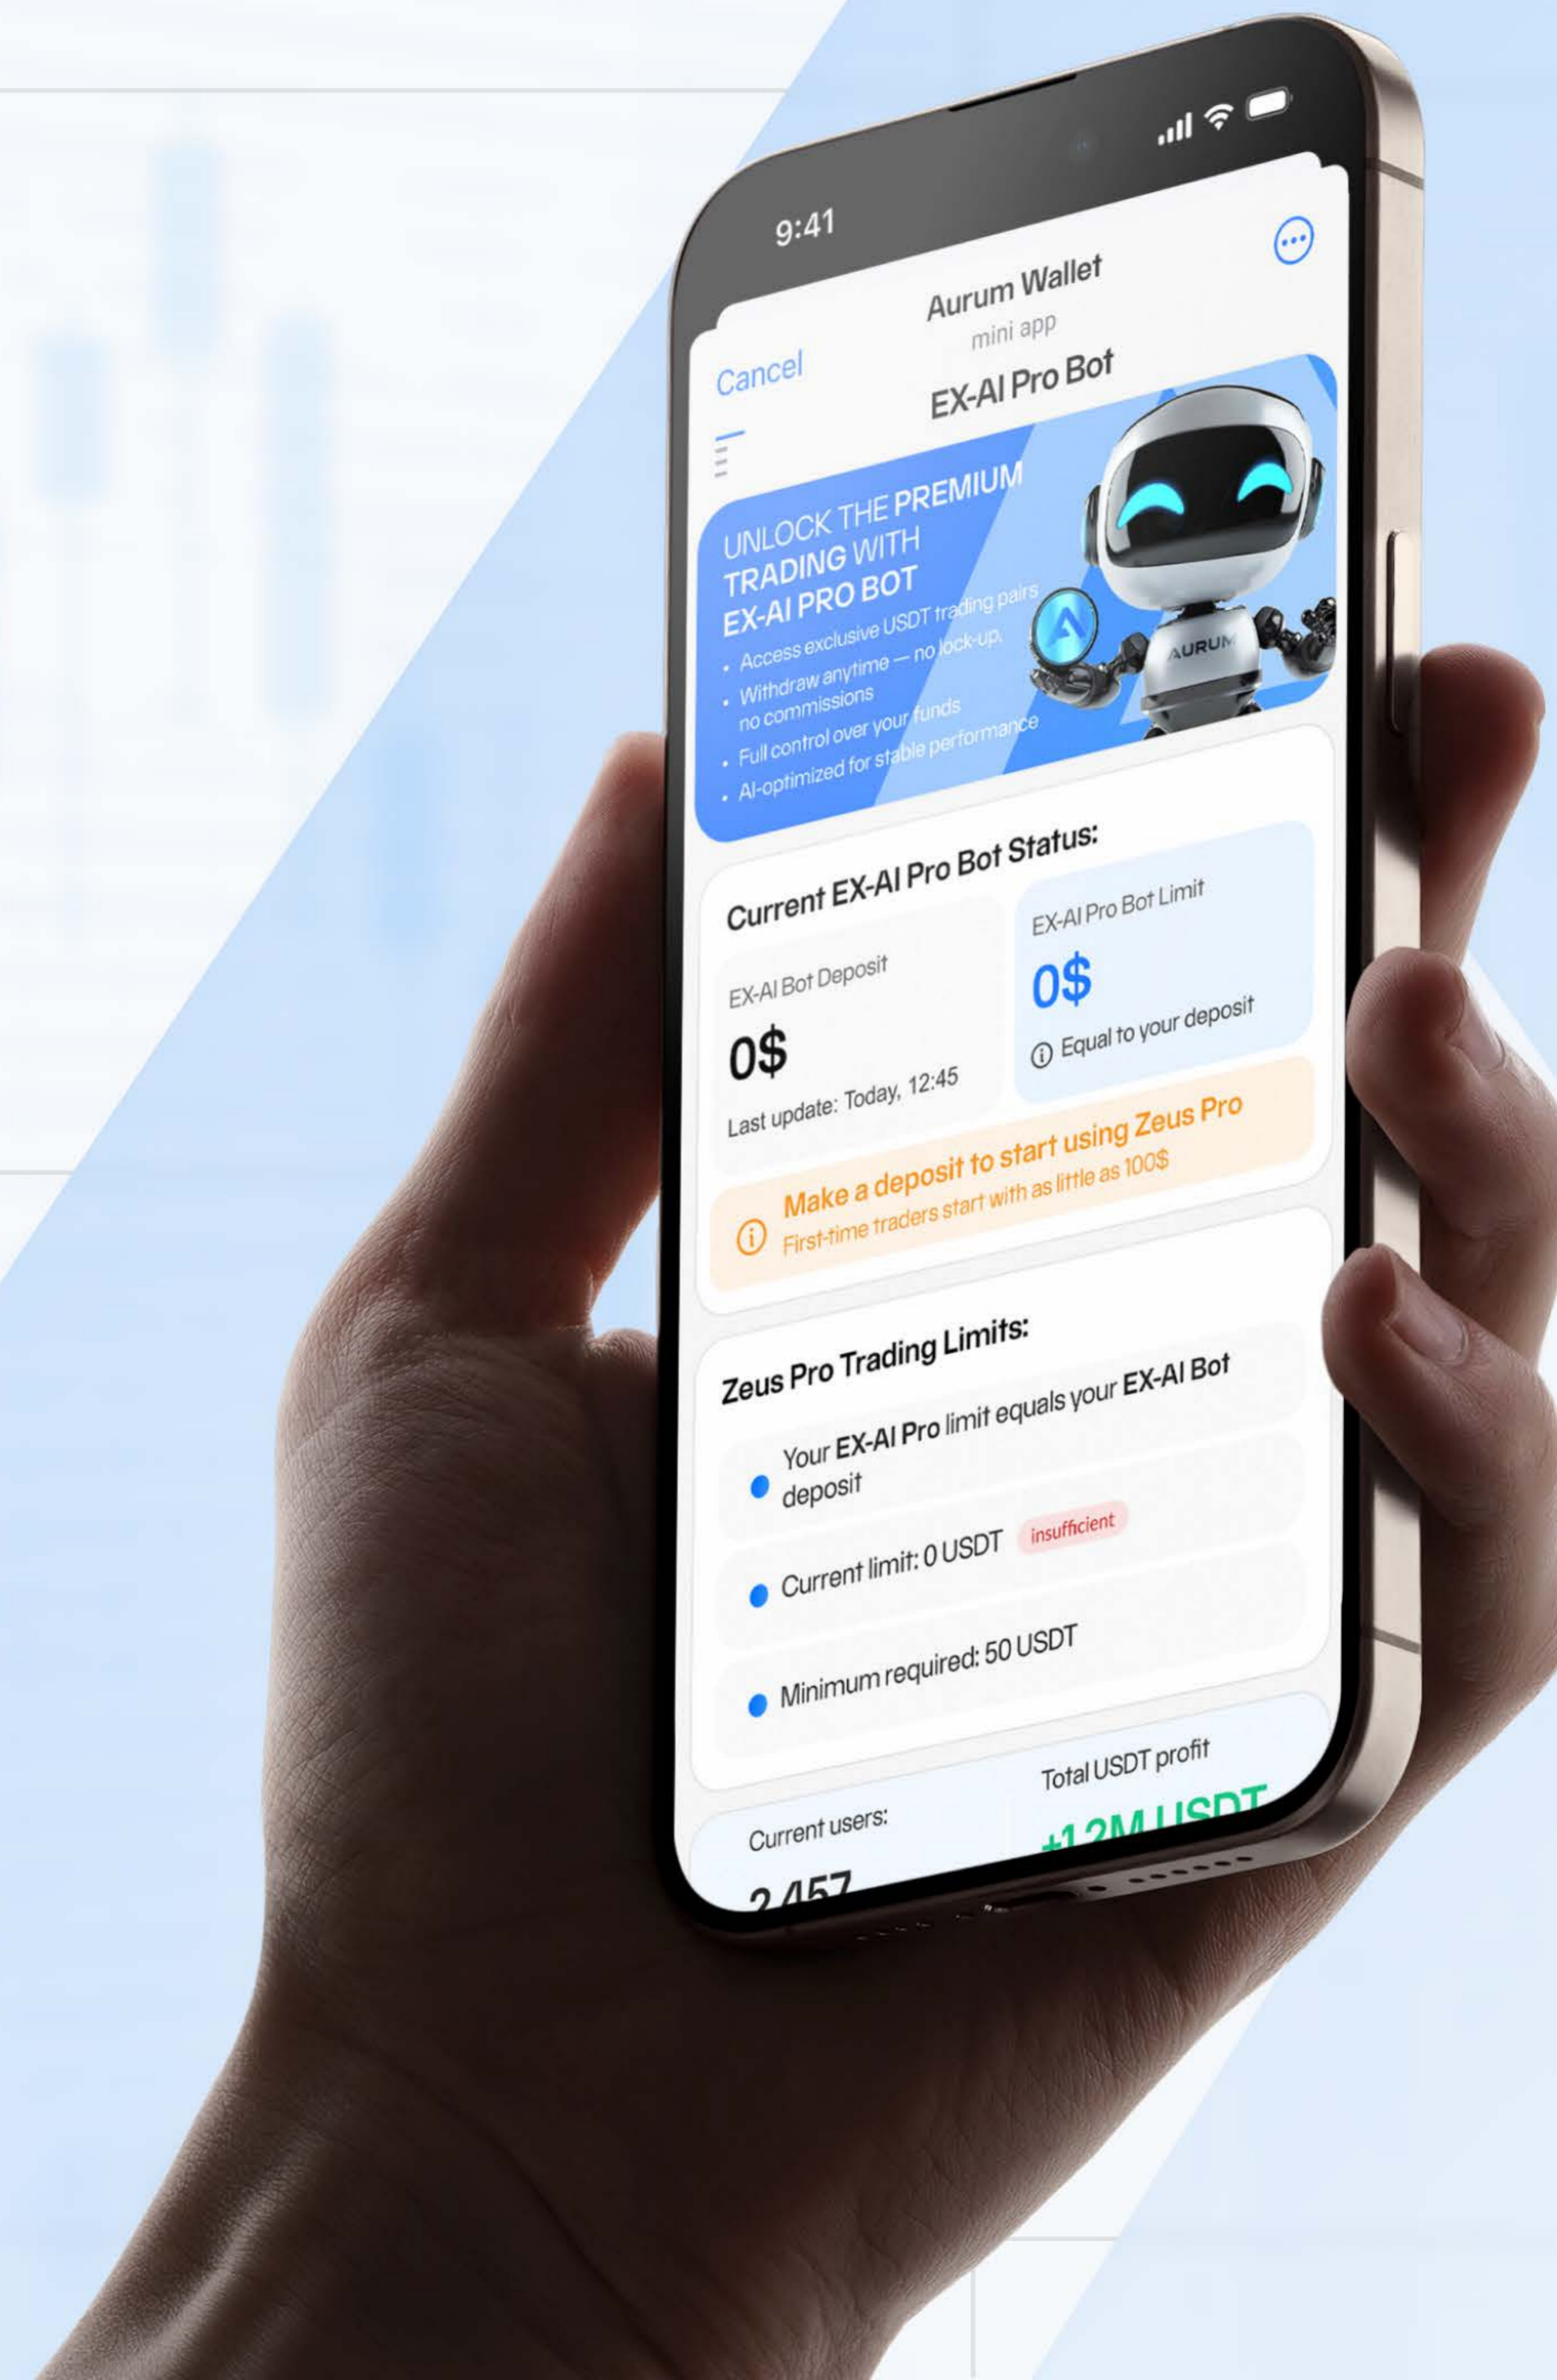 9:41
Aurum Wallet
mini app
Cancel
EX-AI Pro Bot
UNLOCK THE PREMIUM
TRADING WITH
EX-AI PRO BOT
• Access exclusive USDT trading pairs
• Withdraw anytime — no lock-up,
no commissions
• Full control over your funds
• AI-optimized for stable performance
AURUM
Current EX-AI Pro Bot Status:
EX-AI Bot Deposit
0$
Last update: Today, 12:45
EX-AI Pro Bot Limit
0$
Equal to your deposit
Make a deposit to start using Zeus Pro
First-time traders start with as little as 100$
Zeus Pro Trading Limits:
Your EX-AI Pro limit equals your EX-AI Bot
deposit
Current limit: 0 USDT insufficient
Minimum required: 50 USDT
Current users:
2,457
Total USDT profit
+1.2M USDT